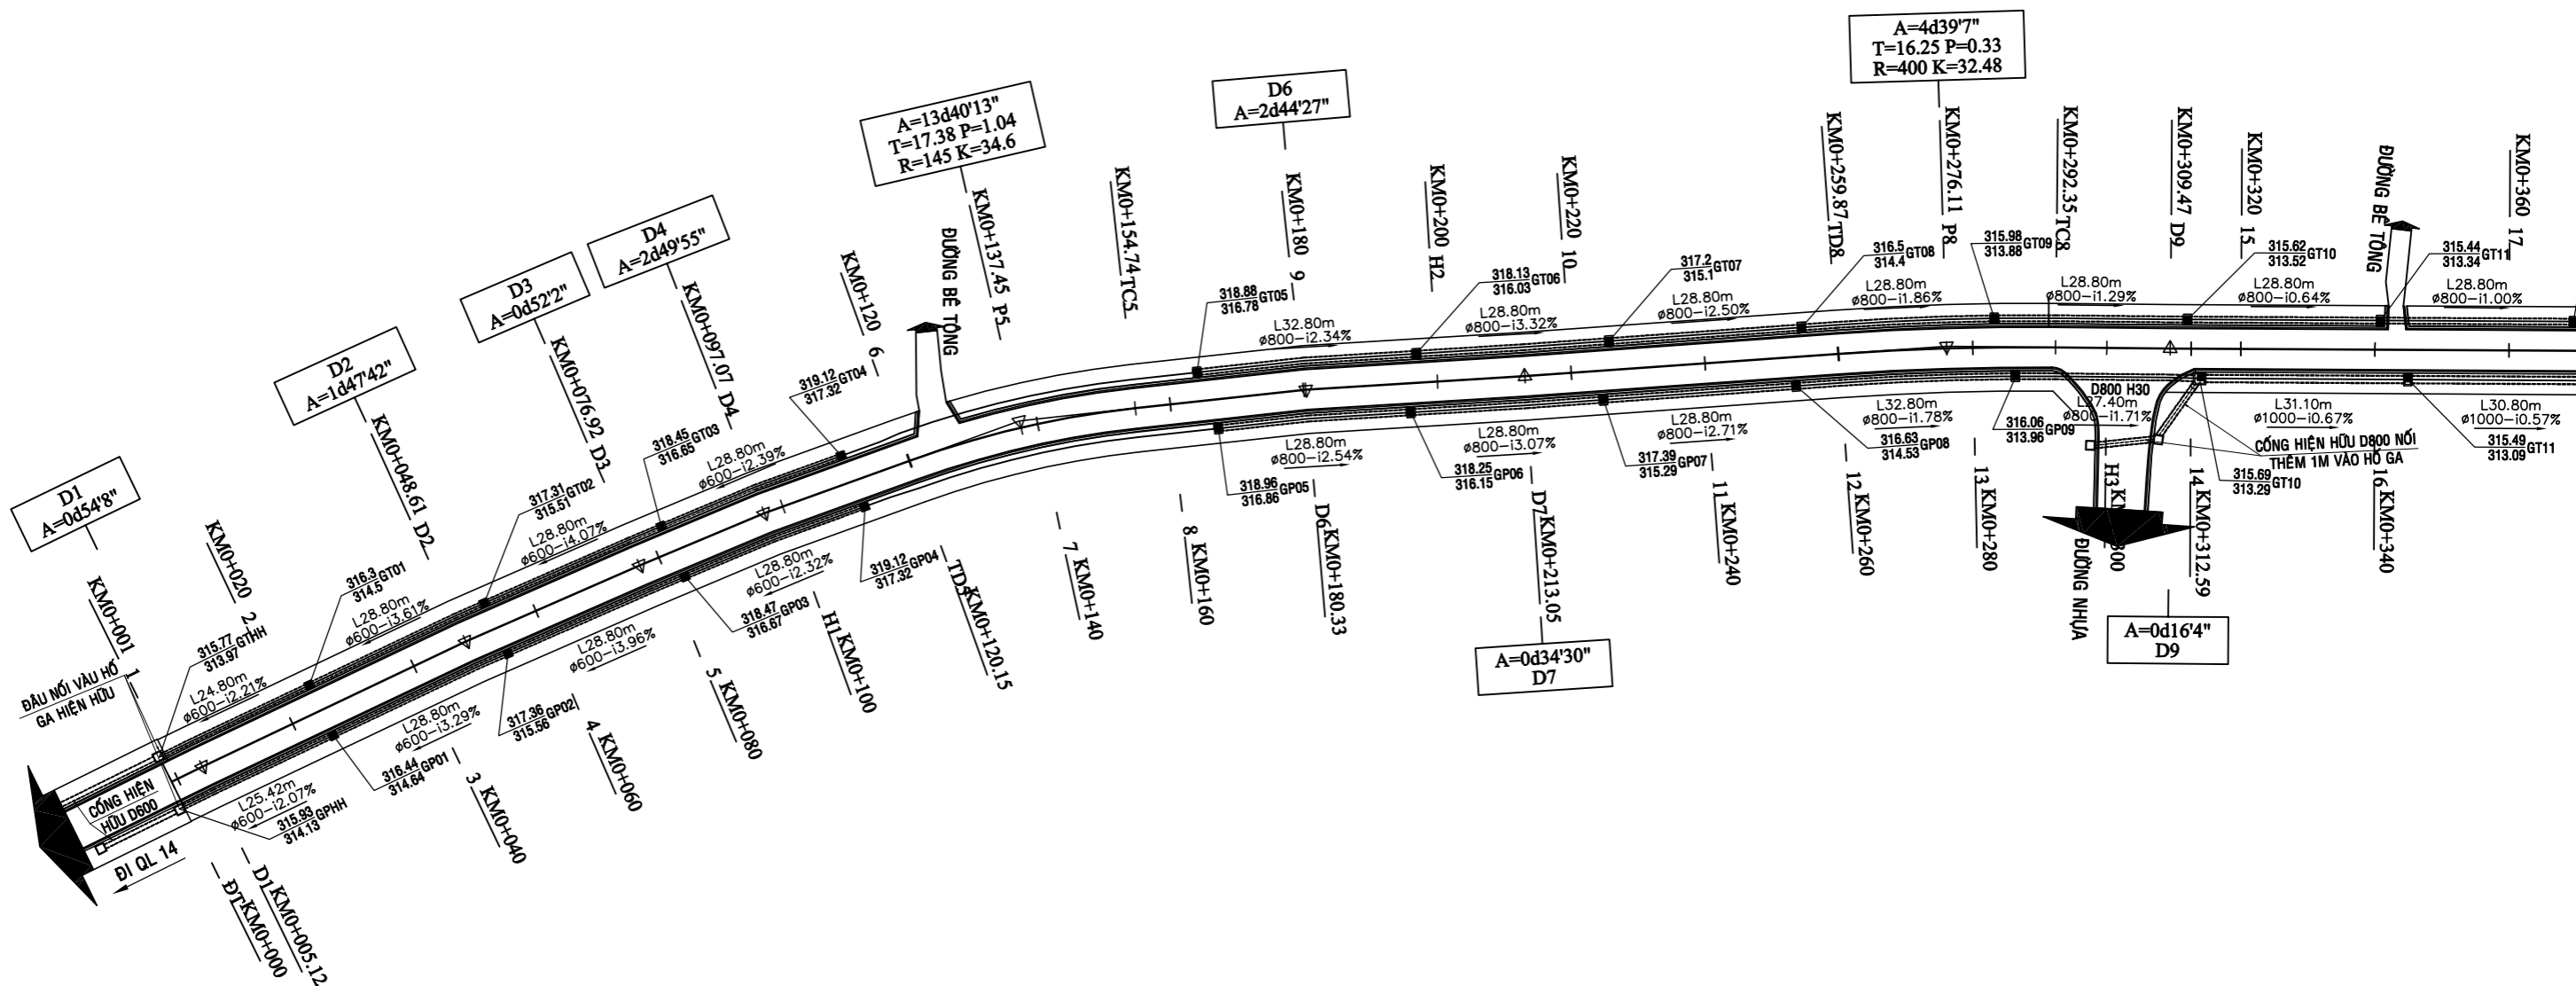 A=4d39'7"
T=16.25 P=0.33
R=400 K=32.48
D6
A=2d44'27"
A=13d40'13"
T=17.38 P=1.04
R=145 K=34.6
D4
A=2d49'55"
D3
A=0d52'2"
D2
A=1d47'42"
D1
A=0d54'8"
KM0+001 1
KM0+020 2
KM0+048.61 D2
KM0+076.92 D3
KM0+097.07 D4
KM0+120 6
ĐƯỜNG BÊ TÔNG
KM0+137.45 P5
KM0+154.74 TC5
KM0+180 9
KM0+200 H2
KM0+220 10
KM0+259.87 TD8
KM0+276.11 P8
KM0+292.35 TC8
KM0+309.47 D9
KM0+320 15
ĐƯỜNG BÊ TÔNG
KM0+360 17
315.77
313.97 GTHH
316.3
314.5 GT01
317.31
315.51 GT02
318.45
316.65 GT03
319.12
317.32 GT04
318.88
316.78 GT05
318.13
316.03 GT06
317.2
315.1 GT07
316.5
314.4 GT08
315.98
313.88 GT09
315.62
313.52 GT10
315.44
313.34 GT11
L24.80m
ø600-i2.21%
L28.80m
ø600-i3.61%
L28.80m
ø600-i4.07%
L28.80m
ø600-i2.39%
L32.80m
ø800-i2.34%
L28.80m
ø800-i3.32%
L28.80m
ø800-i2.50%
L28.80m
ø800-i1.86%
L28.80m
ø800-i1.29%
L28.80m
ø800-i0.64%
L28.80m
ø800-i1.00%
ĐẤU NỐI VÀU HỐ
GA HIỆN HỮU
CỐNG HIỆN
HỮU D600
ĐI QL 14
L25.42m
ø600-i2.07%
L28.80m
ø600-i3.29%
L28.80m
ø600-i3.96%
L28.80m
ø600-i2.32%
L28.80m
ø800-i2.54%
L28.80m
ø800-i3.07%
L28.80m
ø800-i2.71%
L32.80m
ø800-i1.78%
D800 H30
L27.40m
ø800-i1.71%
L31.10m
ø1000-i0.67%
L30.80m
ø1000-i0.57%
CỐNG HIỆN HỮU D800 NỐI
THÊM 1M VÀO HỐ GA
315.93
314.13 GPHH
316.44
314.64 GP01
317.36
315.56 GP02
318.47
316.67 GP03
319.12
317.32 GP04
318.96
316.86 GP05
318.25
316.15 GP06
317.39
315.29 GP07
316.63
314.53 GP08
316.06
313.96 GP09
315.69
313.29 GT10
315.49
313.09 GT11
ĐT KM0+000
D1 KM0+005.12
3 KM0+040
4 KM0+060
5 KM0+080
H1 KM0+100
TD5 KM0+120.15
7 KM0+140
8 KM0+160
D6 KM0+180.33
D7 KM0+213.05
11 KM0+240
12 KM0+260
13 KM0+280
H3
14 KM0+312.59
16 KM0+340
ĐƯỜNG NHỰA
A=0d34'30"
D7
A=0d16'4"
D9